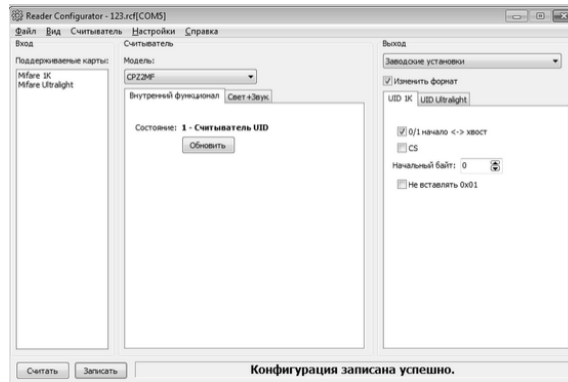 Reader Configurator - 123.rcf[COM5]
Файл Вид Считыватель Настройки Справка
Вход
Поддерживаемые карты:
Mifare 1K
Mifare Ultralight
Считыватель
Модель:
CPZ2MF
Внутренний функционал Свет+Звук
Состояние: 1 - Считыватель UID
Обновить
Выход
Заводские установки
Изменить формат
UID 1K UID Ultralight
0/1 начало <-> хвост
CS
Начальный байт: 0
Не вставлять 0x01
Считать Записать Конфигурация записана успешно.